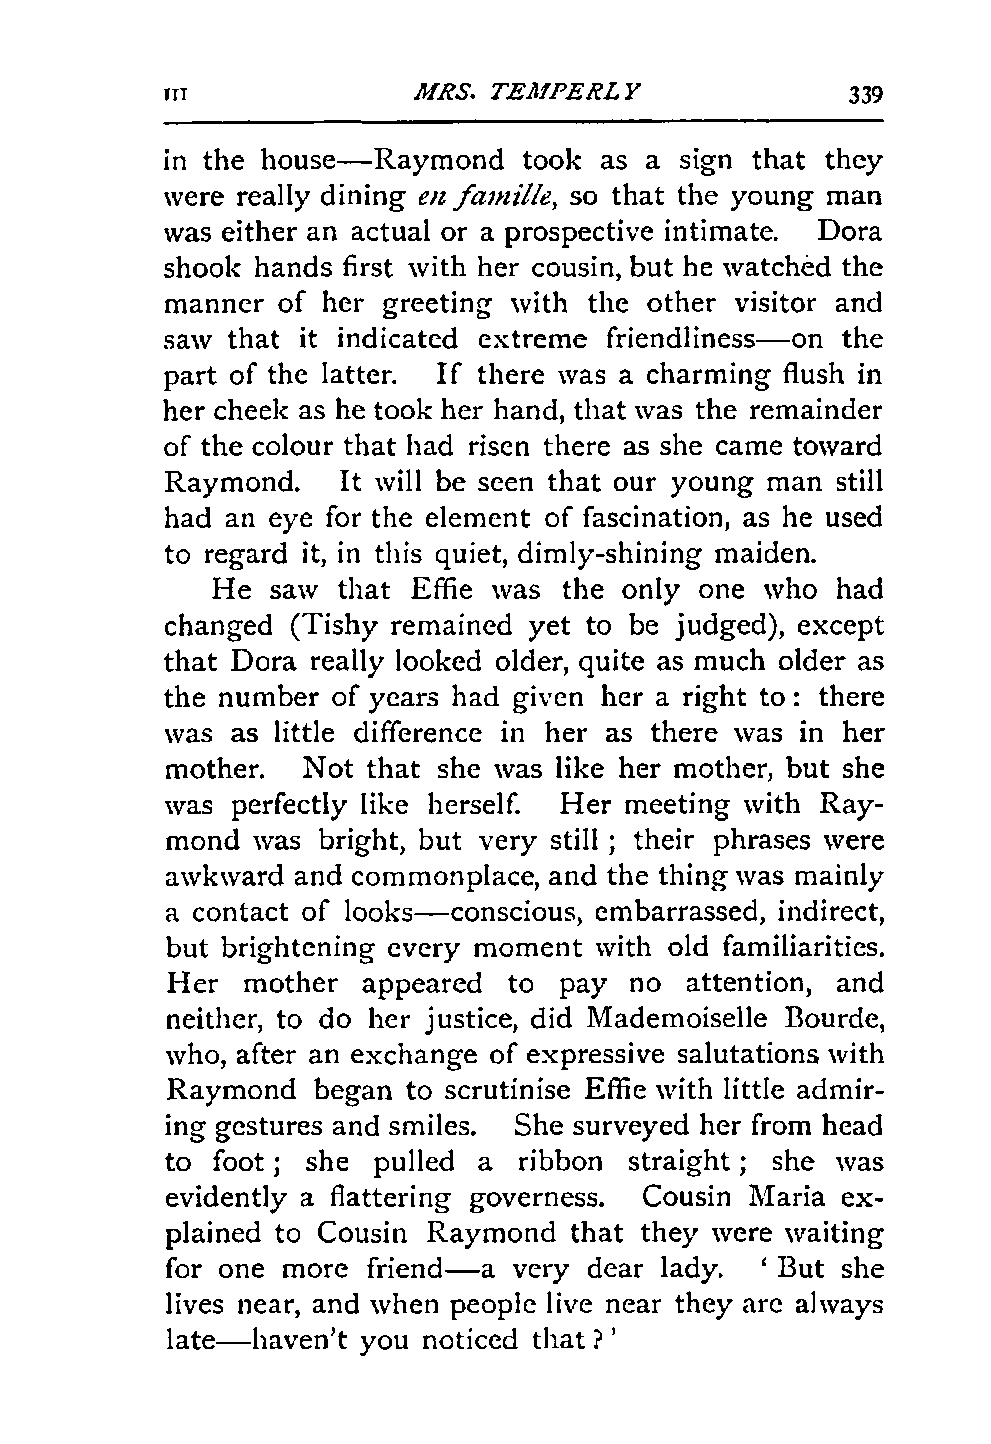 III MRS. TEMPERLY 339
in the house—Raymond took as a sign that they
were really dining en famille, so that the young man
was either an actual or a prospective intimate. Dora
shook hands first with her cousin, but he watched the
manner of her greeting with the other visitor and
saw that it indicated extreme friendliness—on the
part of the latter. If there was a charming flush in
her cheek as he took her hand, that was the remainder
of the colour that had risen there as she came toward
Raymond. It will be seen that our young man still
had an eye for the element of fascination, as he used
to regard it, in this quiet, dimly-shining maiden.
He saw that Effie was the only one who had
changed (Tishy remained yet to be judged), except
that Dora really looked older, quite as much older as
the number of years had given her a right to: there
was as little difference in her as there was in her
mother. Not that she was like her mother, but she
was perfectly like herself. Her meeting with Ray-
mond was bright, but very still; their phrases were
awkward and commonplace, and the thing was mainly
a contact of looks—conscious, embarrassed, indirect,
but brightening every moment with old familiarities.
Her mother appeared to pay no attention, and
neither, to do her justice, did Mademoiselle Bourde,
who, after an exchange of expressive salutations with
Raymond began to scrutinise Effie with little admir-
ing gestures and smiles. She surveyed her from head
to foot; she pulled a ribbon straight; she was
evidently a flattering governess. Cousin Maria ex-
plained to Cousin Raymond that they were waiting
for one more friend—a very dear lady. ‘But she
lives near, and when people live near they are always
late—haven't you noticed that?’